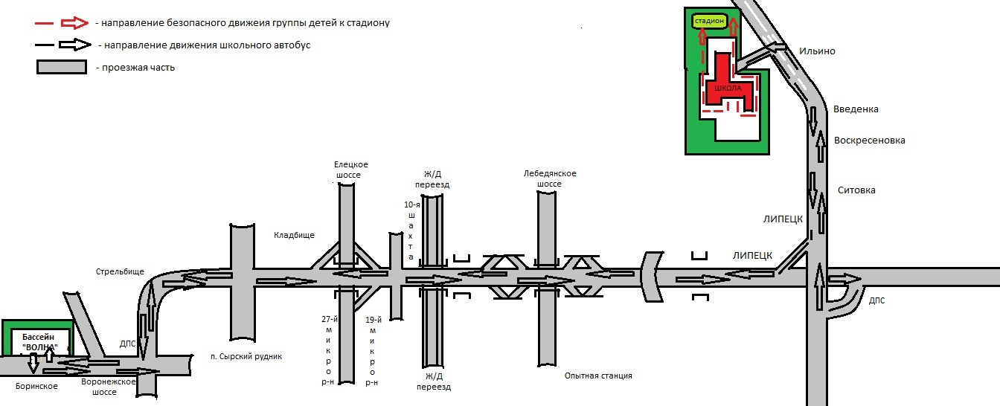 - направление безопасного движеия группы детей к стадиону
- направление движения школьного автобус
- проезжая часть
стадион
ШКОЛА
Ильино
Введенка
Воскресеновка
Ситовка
ЛИПЕЦК
ЛИПЕЦК
ДПС
Елецкое
шоссе
Ж/Д
переезд
Лебедянское
шоссе
10-я
ш
а
х
т
а
Кладбище
Стрельбище
27-й
м
и
к
р
о
р-н
19-й
м
и
к
р
о
р-н
Ж/Д
переезд
Опытная станция
п. Сырский рудник
ДПС
Бассейн
"ВОЛНА"
Боринское
Воронежское
шоссе